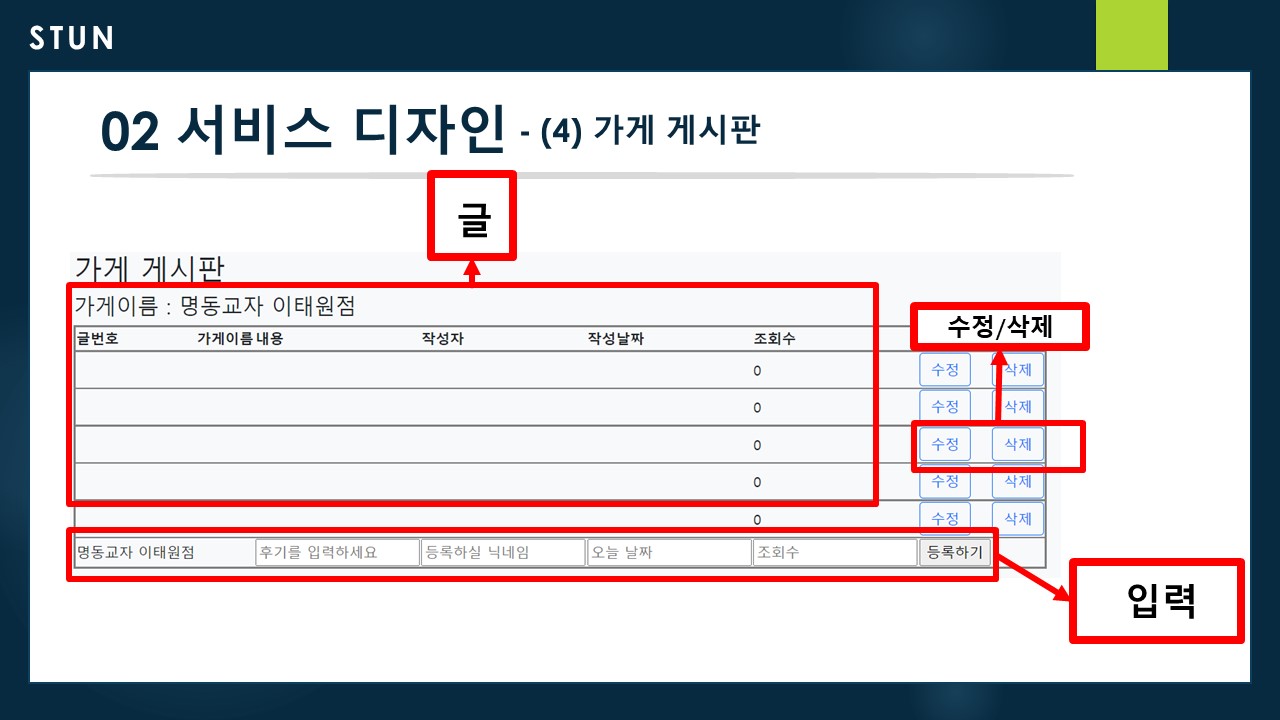 STUN
02 서비스 디자인 - (4) 가게 게시판
글
가게 게시판
가게이름 : 명동교자 이태원점
수정/삭제
글번호 가게이름 내용 작성자 작성날짜 조회수
0 수정 삭제
0 수정 삭제
0 수정 삭제
0 수정 삭제
0 수정 삭제
명동교자 이태원점 후기를 입력하세요 등록하실 닉네임 오늘 날짜 조회수 등록하기
입력